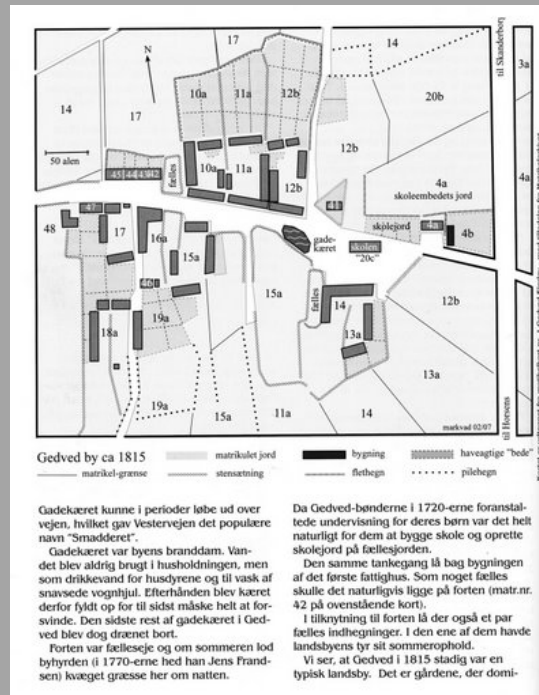 til Skanderborg
N
17
14
3a
10a
11a
12b
20b
14
17
50 alen
45
44
43
42
fælles
10a
11a
12b
12b
4a
4a
skoleembedets jord
41
skolejord
4a
4b
47
48
17
16a
15a
gade-
kæret
skolen
"20c"
46
15a
fælles
14
12b
18a
19a
13a
13a
19a
15a
11a
14
markvad 02/07
til Horsens
Gedved by ca 1815
matrikulet jord
bygning
haveagtige "bede"
matrikel-grænse
stensætning
flethegn
pilehegn
Gadekæret kunne i perioder løbe ud over
vejen, hvilket gav Vestervejen det populære
navn "Smadderet".
Gadekæret var byens branddam. Van-
det blev aldrig brugt i husholdningen, men
som drikkevand for husdyrene og til vask af
snavsede vognhjul. Efterhånden blev kæret
derfor fyldt op for til sidst måske helt at for-
svinde. Den sidste rest af gadekæret i Ged-
ved blev dog drænet bort.
Forten var fælleseje og om sommeren lod
byhyrden (i 1770-erne hed han Jens Frand-
sen) kvæget græsse her om natten.
Da Gedved-bønderne i 1720-erne foranstal-
tede undervisning for deres børn var det helt
naturligt for dem at bygge skole og oprette
skolejord på fællesjorden.
Den samme tankegang lå bag bygningen
af det første fattighus. Som noget fælles
skulle det naturligvis ligge på forten (matr.nr.
42 på ovenstående kort).
I tilknytning til forten lå der også et par
fælles indhegninger. I den ene af dem havde
landsbyens tyr sit sommerophold.
Vi ser, at Gedved i 1815 stadig var en
typisk landsby. Det er gårdene, der domi-